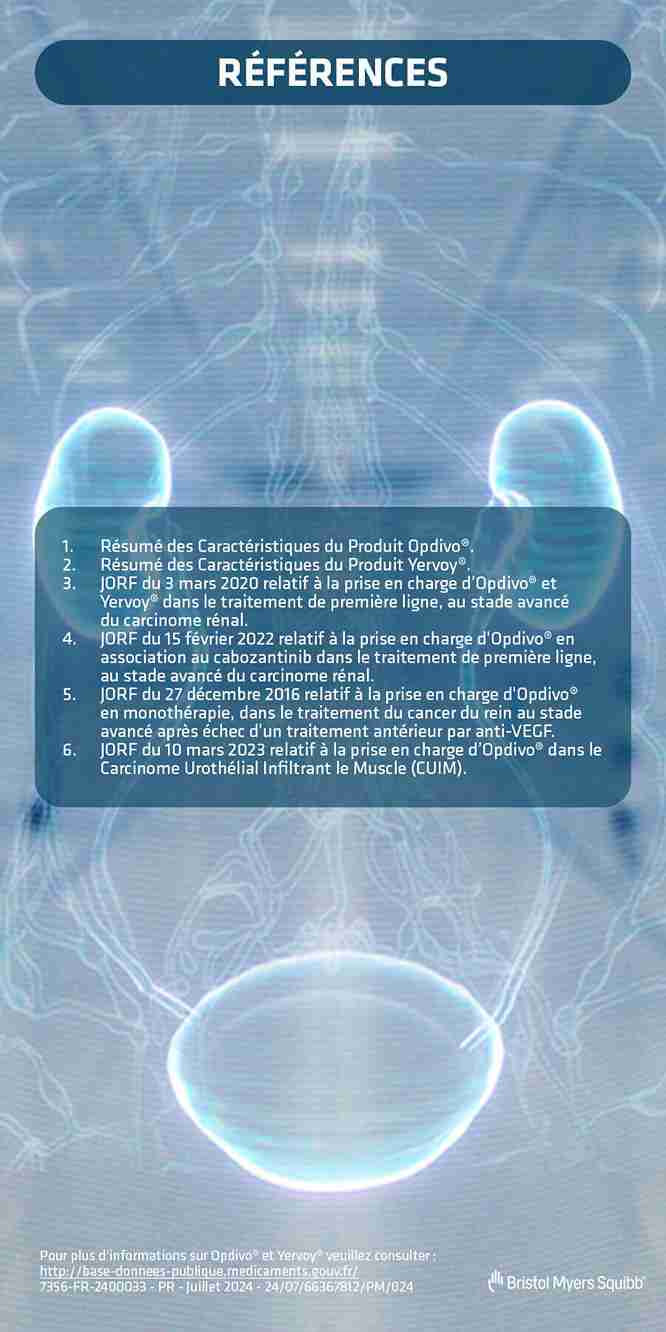 RÉFÉRENCES
1. Résumé des Caractéristiques du Produit Opdivo®.
2. Résumé des Caractéristiques du Produit Yervoy®.
3. JORF du 3 mars 2020 relatif à la prise en charge d'Opdivo® et
Yervoy® dans le traitement de première ligne, au stade avancé
du carcinome rénal.
4. JORF du 15 février 2022 relatif à la prise en charge d'Opdivo® en
association au cabozantinib dans le traitement de première ligne,
au stade avancé du carcinome rénal.
5. JORF du 27 décembre 2016 relatif à la prise en charge d'Opdivo®
en monothérapie, dans le traitement du cancer du rein au stade
avancé après échec d'un traitement antérieur par anti-VEGF.
6. JORF du 10 mars 2023 relatif à la prise en charge d'Opdivo® dans le
Carcinome Urothélial Infiltrant le Muscle (CUIM).
Pour plus d'informations sur Opdivo® et Yervoy® veuillez consulter :
http://base-donnees-publique.medicaments.gouv.fr/
7356-FR-2400033 - PR - Juillet 2024 - 24/07/66367812/PM/024
Bristol Myers Squibb®